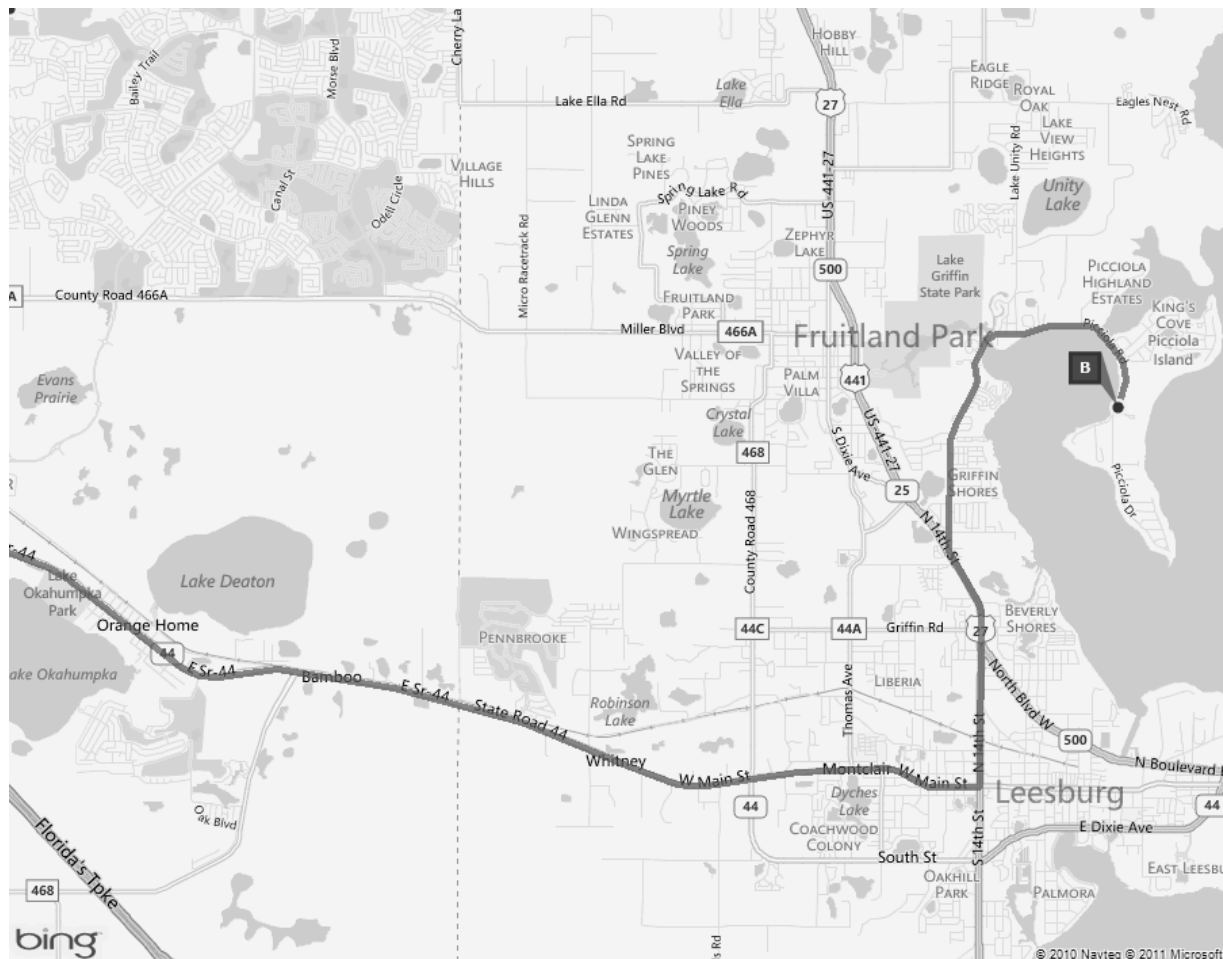 Cherry La
HOBBY
HILL
Bailey Trail
Morse Blvd
Lake
Ella
EAGLE
RIDGE
ROYAL
OAK
Lake Ella Rd
27
Eagles Nest Rd
LAKE
VIEW
HEIGHTS
SPRING
LAKE
PINES
Lake Unity Rd
US-441-27
VILLAGE
HILLS
Canal St
Odell Circle
Spring Lake Rd
Unity
Lake
LINDA
GLENN
ESTATES
PINEY
WOODS
Micro Racetrack Rd
ZEPHYR
LAKE
Spring
Lake
500
Lake
Griffin
State Park
PICCIOLA
HIGHLAND
ESTATES
A
County Road 466A
FRUITLAND
PARK
KING'S
COVE
Picciola
Island
Miller Blvd
466A
Fruitland Park
Picciola Rd
VALLEY OF
THE
SPRINGS
B
Evans
Prairie
PALM
VILLA
441
Crystal
Lake
US-441-27
S Dixie Ave
468
THE
GLEN
GRIFFIN
SHORES
R
25
Picciola Dr
Myrtle
Lake
WINGSPREAD
N 14th St
County Road 468
r-44
Lake
Okahumpka
Park
Lake Deaton
BEVERLY
SHORES
Orange Home
44C
44A
Griffin Rd
27
PENNBROOKE
44
E Sr-44
ake Okahumpka
Bamboo
E Sr-44
LIBERIA
North Blvd W
Thomas Ave
Robinson
Lake
State Road 44
N 14th St
500
Whitney
N Boulevard E
W Main St
Montclair
W Main St
Dyches
Lake
Leesburg
44
44
Oak Blvd
COACHWOOD
COLONY
S 14th St
E Dixie Ave
South St
Florida's Tpke
EAST LEESBU
468
OAKHILL
PARK
PALMORA
ls Rd
bing
© 2010 Navteq © 2011 Microsoft